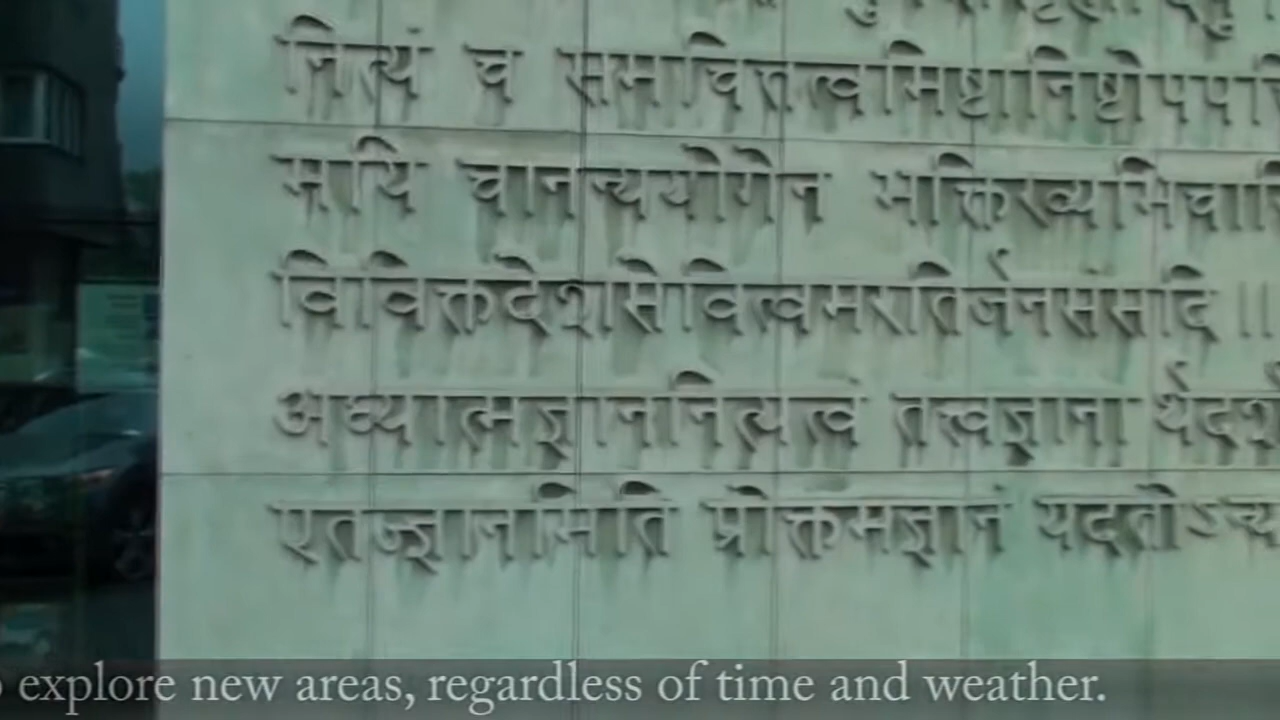 नित्यं च समचित्तत्वमिष्टानिष्टोपप
मयि चानन्ययोगेन भक्तिरव्यभिचा
विविक्तदेशसेवित्वमरतिर्जनसंसदि ||
अध्यात्मज्ञाननित्यत्वं तत्त्वज्ञाना र्थदर्श
एतज्ज्ञानमिति प्रोक्तमज्ञानं यदतोऽन्य
explore new areas, regardless of time and weather.